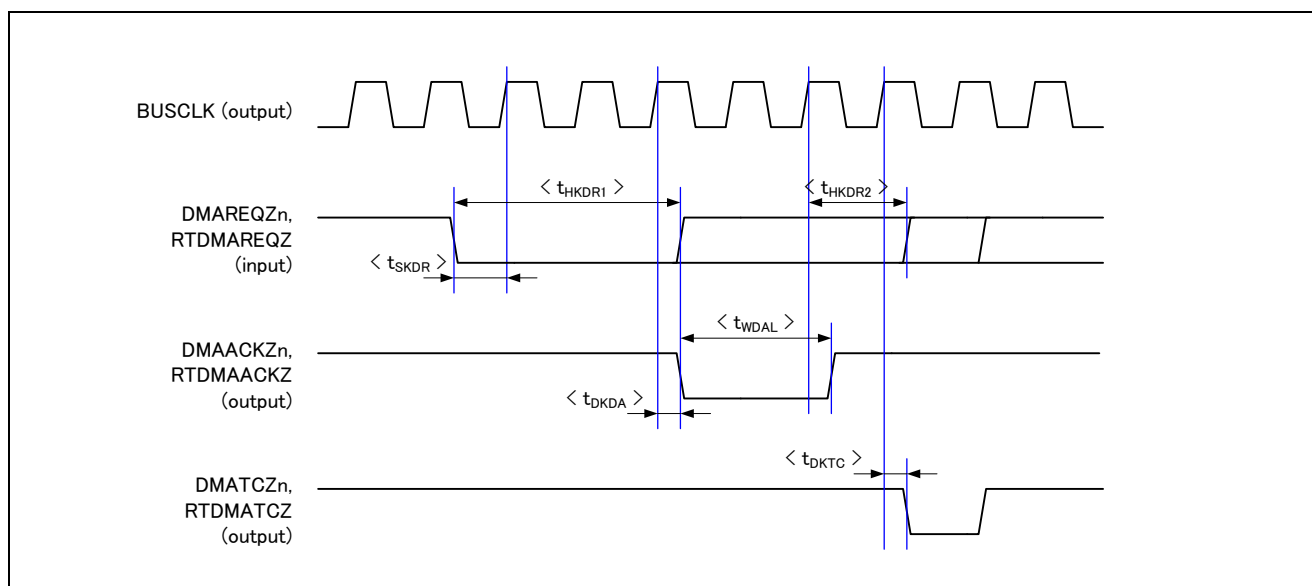 BUSCLK (output)
< tHKDR1 >
< tHKDR2 >
DMAREQZn,
RTDMAREQZ
(input)
< tSKDR >
< tWDAL >
DMAACKZn,
RTDMAACKZ
(output)
< tDKDA >
< tDKTC >
DMATCZn,
RTDMATCZ
(output)